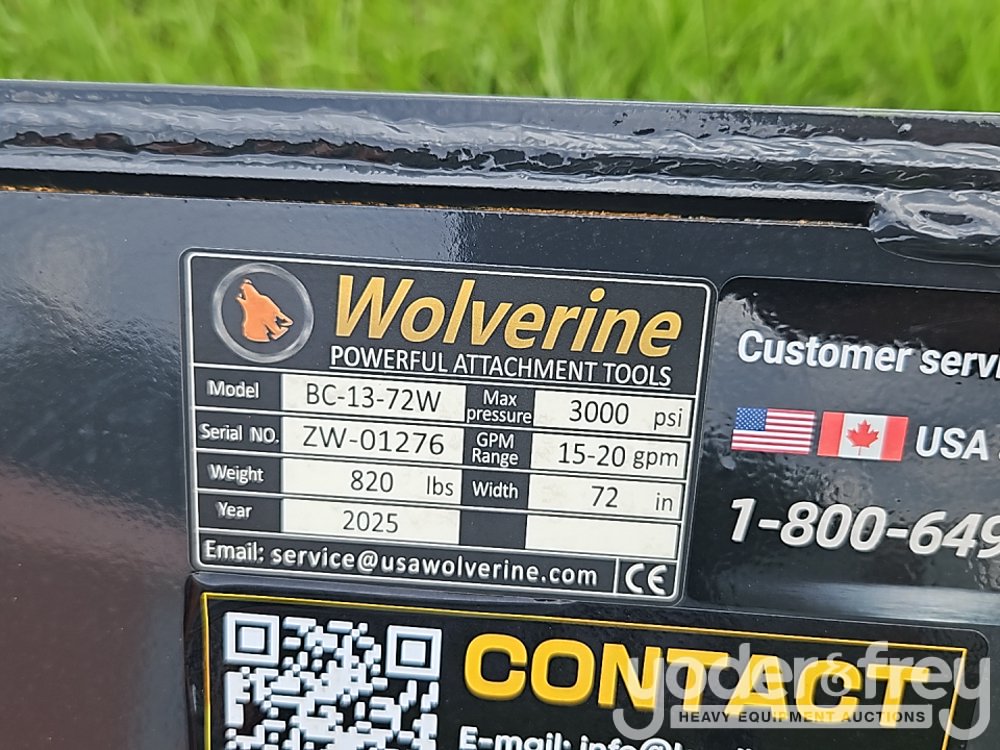 Wolverine
POWERFUL ATTACHMENT TOOLS
Model BC-13-72W Max pressure 3000 psi
Serial NO. ZW-01276 GPM Range 15-20 gpm
Weight 820 lbs Width 72 in
Year 2025
Email: service@usawolverine.com CE
Customer
USA
1-800-649
CONTACT
E-mail:
yoder&frey
HEAVY EQUIPMENT AUCTIONS